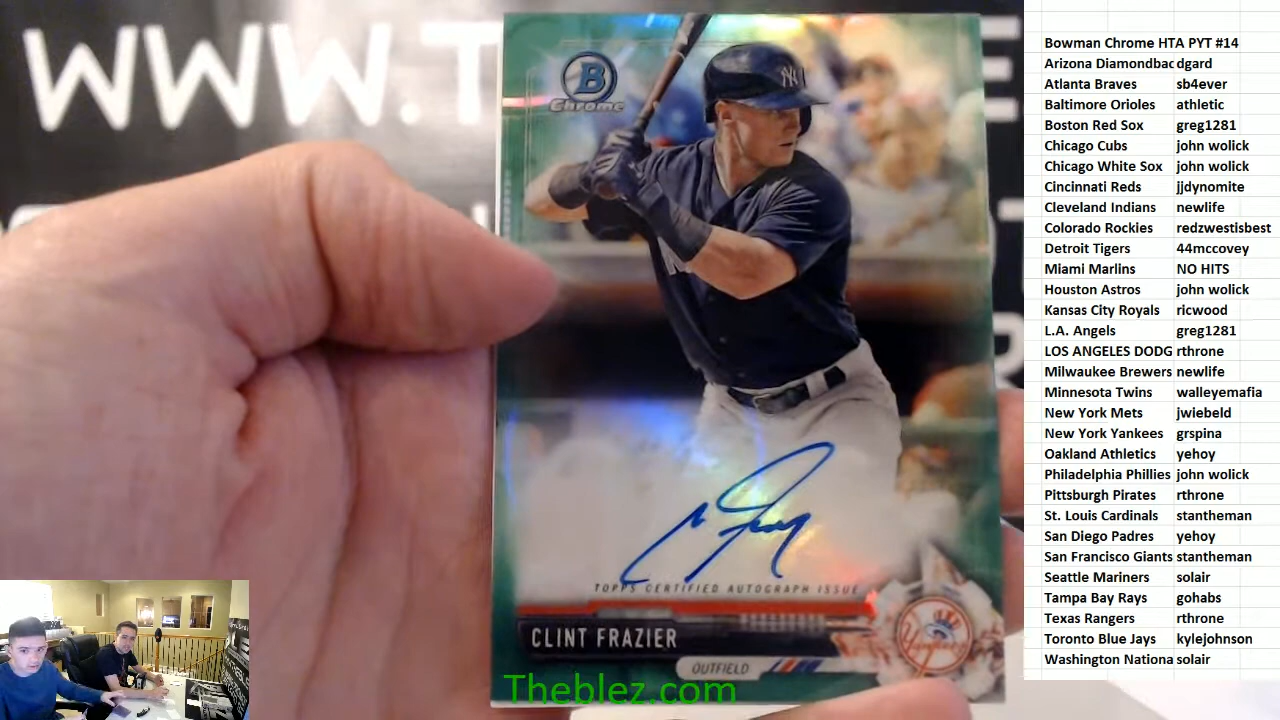 WWW.T
B
Chrome
NY
TOPPS CERTIFIED AUTOGRAPH ISSUE
CLINT FRAZIER
OUTFIELD
Yankees
Theblez.com
Bowman Chrome HTA PYT #14
Arizona Diamondbac dgard
Atlanta Braves sb4ever
Baltimore Orioles athletic
Boston Red Sox greg1281
Chicago Cubs john wolick
Chicago White Sox john wolick
Cincinnati Reds jjdynomite
Cleveland Indians newlife
Colorado Rockies redzwestisbest
Detroit Tigers 44mccovey
Miami Marlins NO HITS
Houston Astros john wolick
Kansas City Royals ricwood
L.A. Angels greg1281
LOS ANGELES DODG rthrone
Milwaukee Brewers newlife
Minnesota Twins walleyemafia
New York Mets jwiebeld
New York Yankees grspina
Oakland Athletics yehoy
Philadelphia Phillies john wolick
Pittsburgh Pirates rthrone
St. Louis Cardinals stantheman
San Diego Padres yehoy
San Francisco Giants stantheman
Seattle Mariners solair
Tampa Bay Rays gohabs
Texas Rangers rthrone
Toronto Blue Jays kylejohnson
Washington Nationa solair